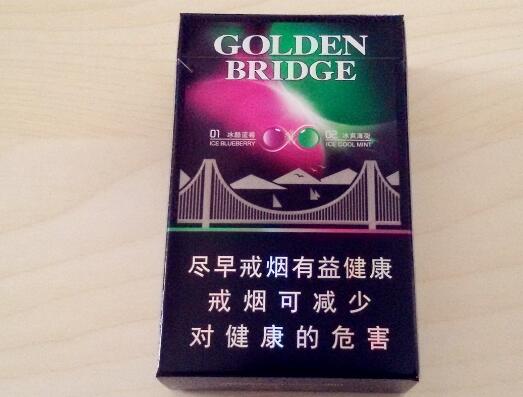 GOLDEN
BRIDGE
01 冰酷蓝莓
ICE BLUEBERRY
02 冰爽薄荷
ICE COOL MINT
尽早戒烟有益健康
戒烟可减少
对健康的危害